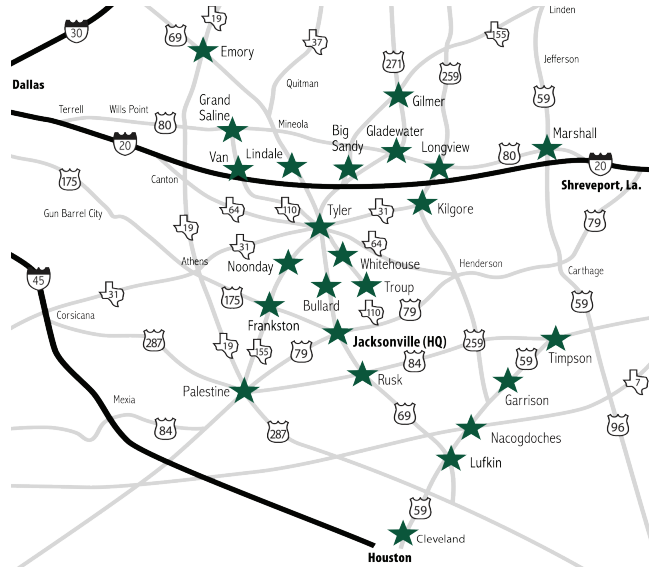 19
Linden
30
69
37
155
Emory
271
259
Jefferson
Dallas
Quitman
59
Gilmer
Terrell
Wills Point
Grand
Saline
80
Mineola
Big
Sandy
Gladewater
Marshall
20
Van
Lindale
Longview
80
20
175
Canton
Shreveport, La.
Gun Barrel City
64
110
Tyler
31
Kilgore
79
19
31
64
Athens
Noonday
Whitehouse
Henderson
Carthage
45
31
175
Bullard
Troup
59
Corsicana
Frankston
110
79
287
19
155
79
Jacksonville (HQ)
259
84
59
Timpson
Palestine
Rusk
7
Mexia
69
Garrison
84
287
96
Nacogdoches
Lufkin
59
Cleveland
Houston